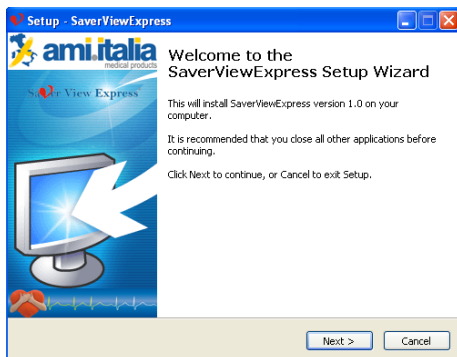 Setup - SaverViewExpress
ami.italia
medical products
Saver View Express
Welcome to the
SaverViewExpress Setup Wizard
This will install SaverViewExpress version 1.0 on your
computer.
It is recommended that you close all other applications before
continuing.
Click Next to continue, or Cancel to exit Setup.
Next >
Cancel